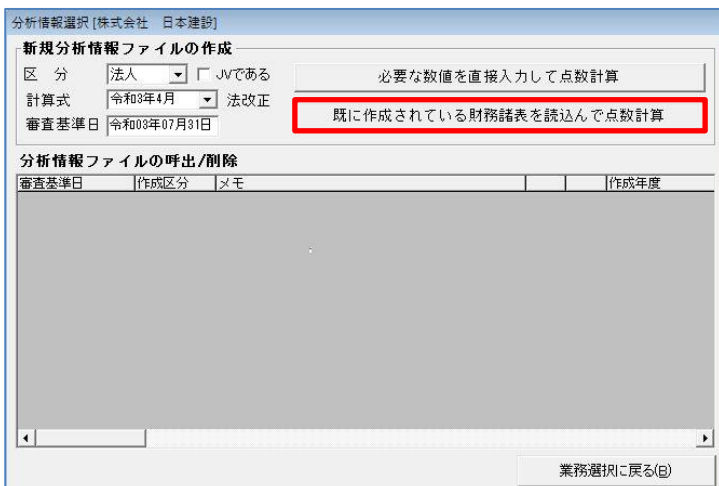 分析情報選択 [株式会社　日本建設]
新規分析情報ファイルの作成
区　分 法人 JVである 必要な数値を直接入力して点数計算
計算式 令和3年4月 法改正
審査基準日 令和03年07月31日 既に作成されている財務諸表を読込んで点数計算
分析情報ファイルの呼出/削除
審査基準日 作成区分 メモ 作成年度
業務選択に戻る(B)